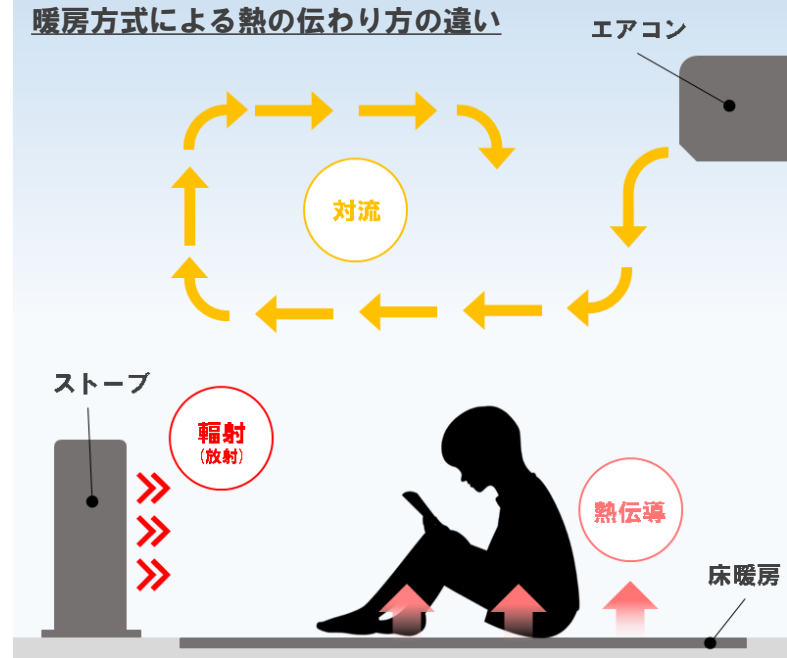 暖房方式による熱の伝わり方の違い
エアコン
対流
ストーブ
輻射
(放射)
熱伝導
床暖房